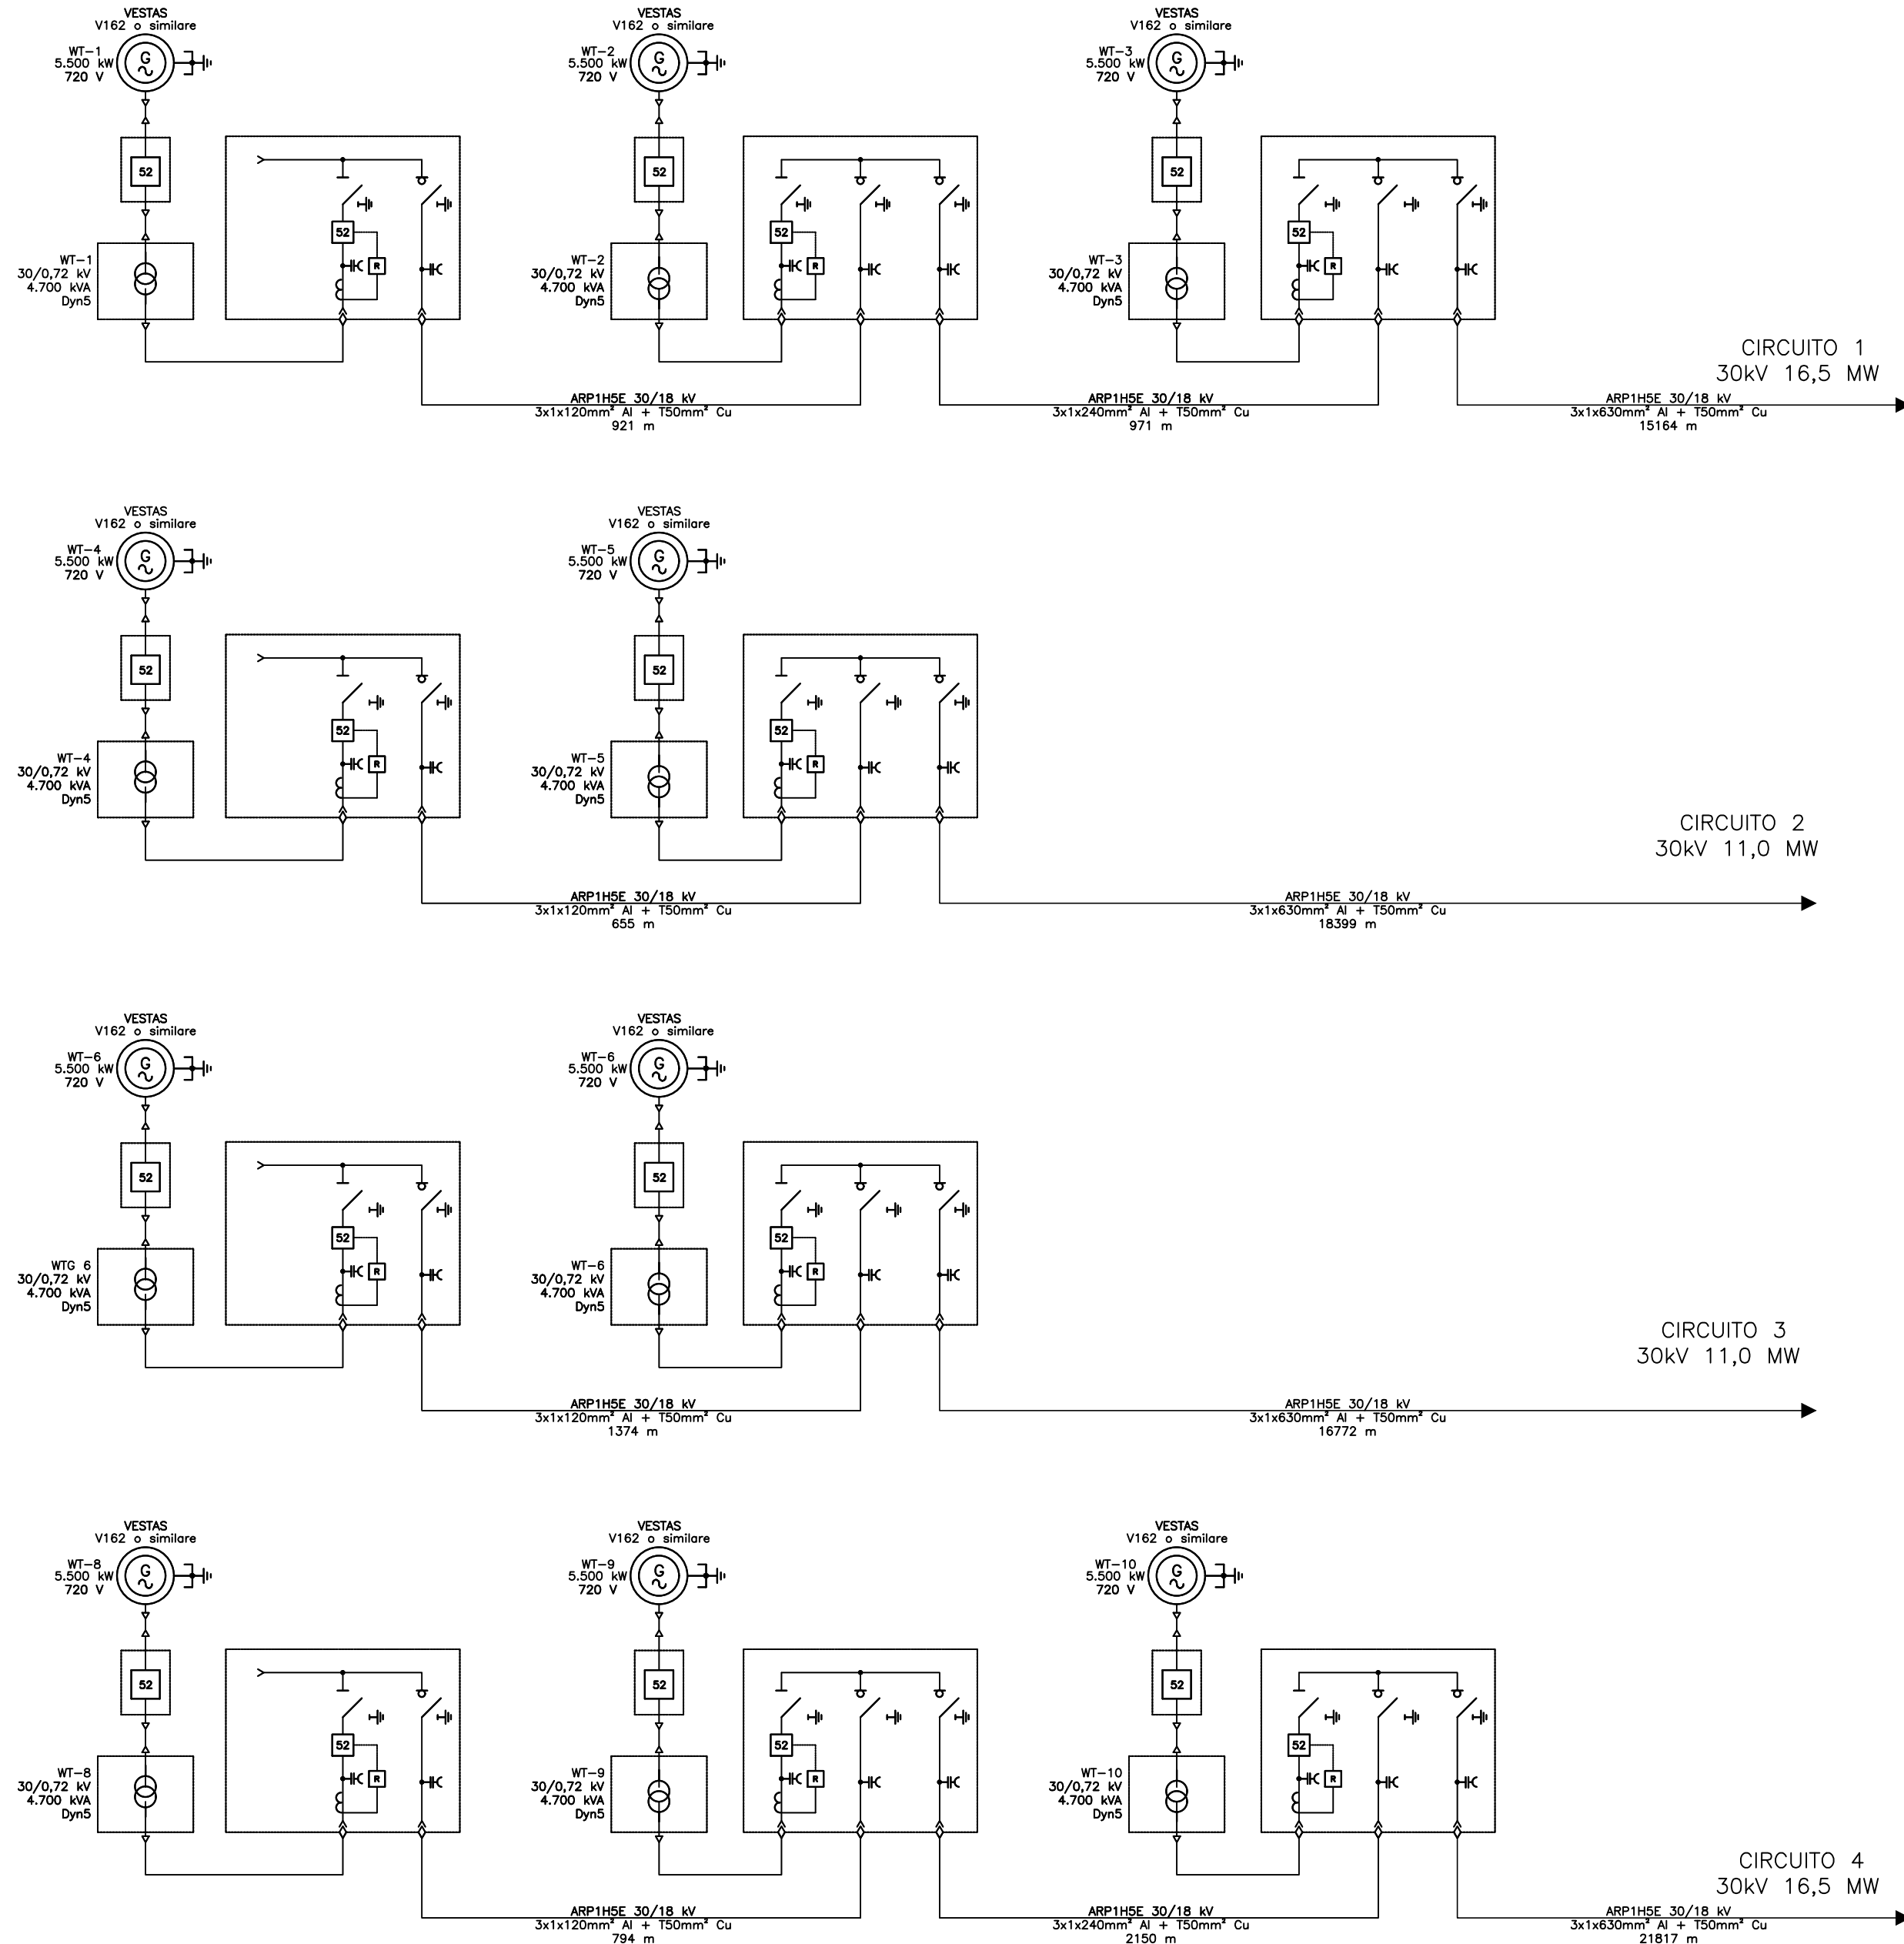 VESTAS
V162 o similare
WT-1
5.500 kW
720 V
G
52
WT-1
30/0,72 kV
4.700 kVA
Dyn5
52
R
VESTAS
V162 o similare
WT-2
5.500 kW
720 V
G
52
WT-2
30/0,72 kV
4.700 kVA
Dyn5
52
R
VESTAS
V162 o similare
WT-3
5.500 kW
720 V
G
52
WT-3
30/0,72 kV
4.700 kVA
Dyn5
52
R
CIRCUITO 1
30kV 16,5 MW
ARP1H5E 30/18 kV
3x1x120mm² Al + T50mm² Cu
921 m
ARP1H5E 30/18 kV
3x1x240mm² Al + T50mm² Cu
971 m
ARP1H5E 30/18 kV
3x1x630mm² Al + T50mm² Cu
15164 m
VESTAS
V162 o similare
WT-4
5.500 kW
720 V
G
52
WT-4
30/0,72 kV
4.700 kVA
Dyn5
52
R
VESTAS
V162 o similare
WT-5
5.500 kW
720 V
G
52
WT-5
30/0,72 kV
4.700 kVA
Dyn5
52
R
CIRCUITO 2
30kV 11,0 MW
ARP1H5E 30/18 kV
3x1x120mm² Al + T50mm² Cu
655 m
ARP1H5E 30/18 kV
3x1x630mm² Al + T50mm² Cu
18399 m
VESTAS
V162 o similare
WT-6
5.500 kW
720 V
G
52
WTG 6
30/0,72 kV
4.700 kVA
Dyn5
52
R
VESTAS
V162 o similare
WT-6
5.500 kW
720 V
G
52
WT-6
30/0,72 kV
4.700 kVA
Dyn5
52
R
CIRCUITO 3
30kV 11,0 MW
ARP1H5E 30/18 kV
3x1x120mm² Al + T50mm² Cu
1374 m
ARP1H5E 30/18 kV
3x1x630mm² Al + T50mm² Cu
16772 m
VESTAS
V162 o similare
WT-8
5.500 kW
720 V
G
52
WT-8
30/0,72 kV
4.700 kVA
Dyn5
52
R
VESTAS
V162 o similare
WT-9
5.500 kW
720 V
G
52
WT-9
30/0,72 kV
4.700 kVA
Dyn5
52
R
VESTAS
V162 o similare
WT-10
5.500 kW
720 V
G
52
WT-10
30/0,72 kV
4.700 kVA
Dyn5
52
R
CIRCUITO 4
30kV 16,5 MW
ARP1H5E 30/18 kV
3x1x120mm² Al + T50mm² Cu
794 m
ARP1H5E 30/18 kV
3x1x240mm² Al + T50mm² Cu
2150 m
ARP1H5E 30/18 kV
3x1x630mm² Al + T50mm² Cu
21817 m